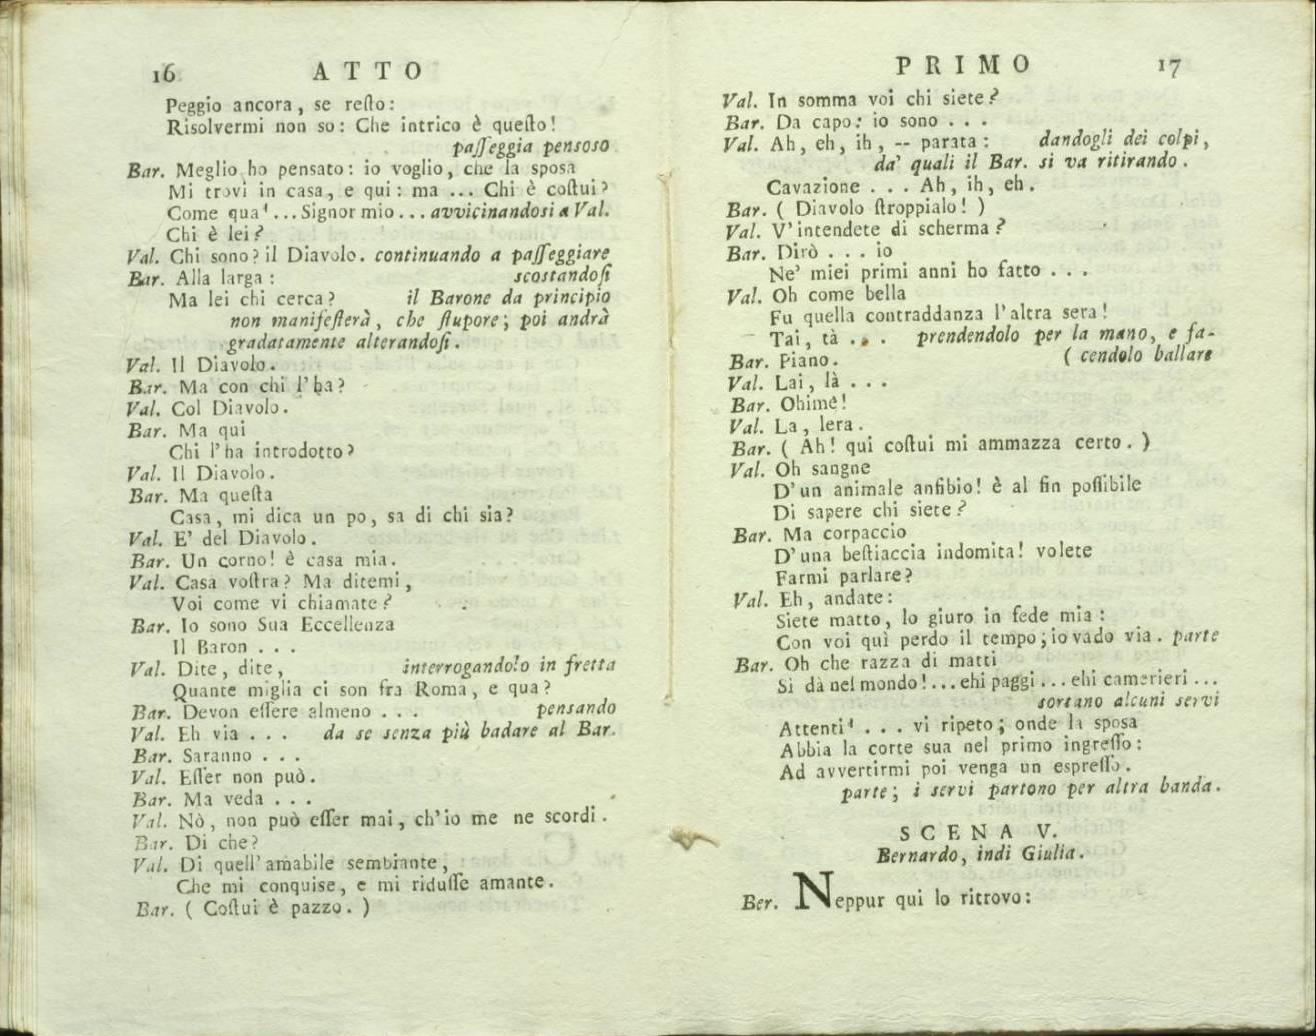 16 ATTO
Peggio ancora, se reſto:
Riſolvermi non so: Che intrico è queſto!
paſſeggia penſoso
Bar. Meglio ho pensato: io voglio, che la sposa
Mi trovi in casa, e qui: ma ... Chi è coſtui?
Come qua! ... Signor mio ... avvicinandosi a Val.
Chi è lei?
Val. Chi sono? il Diavolo. continuando a paſſeggiare
Bar. Alla larga: scostandoſi
Ma lei chi cerca? il Barone da principio
non manifeſterà, che ſtupore; poi andrà
gradatamente alterandoſi.
Val. Il Diavolo.
Bar. Ma con chi l'ha?
Val. Col Diavolo.
Bar. Ma qui
Chi l'ha introdotto?
Val. Il Diavolo.
Bar. Ma queſta
Casa, mi dica un po, sa di chi sia?
Val. E' del Diavolo.
Bar. Un corno! è casa mia.
Val. Casa voſtra? Ma ditemi,
Voi come vi chiamate?
Bar. Io sono Sua Eccellenza
Il Baron ...
Val. Dite, dite, interrogandolo in fretta
Quante miglia ci son fra Roma, e qua?
Bar. Devon eſſere almeno ... pensando
Val. Eh via ... da se senza più badare al Bar.
Bar. Saranno ...
Val. Eſſer non può.
Bar. Ma veda ...
Val. Nò, non può eſſer mai, ch'io me ne scordi.
Bar. Di che?
Val. Di quell'amabile sembiante,
Che mi conquise, e mi riduſſe amante.
Bar. ( Coſtui è pazzo. )
PRIMO 17
Val. In somma voi chi siete?
Bar. Da capo: io sono ...
Val. Ah, eh, ih, -- parata: dandogli dei colpi,
da' quali il Bar. si va ritirando.
Cavazione ... Ah, ih, eh.
Bar. ( Diavolo ſtroppialo! )
Val. V'intendete di scherma?
Bar. Dirò ... io
Ne' miei primi anni ho fatto ...
Val. Oh come bella
Fu quella contraddanza l'altra sera!
Tai, tà ... prendendolo per la mano, e fa-
Bar. Piano. ( cendolo ballare
Val. Lai, là ...
Bar. Ohimè!
Val. La, lera.
Bar. ( Ah! qui coſtui mi ammazza certo. )
Val. Oh sangue
D'un animale anfibio! è al fin poſſibile
Di sapere chi siete?
Bar. Ma corpaccio
D'una beſtiaccia indomita! volete
Farmi parlare?
Val. Eh, andate:
Siete matto, lo giuro in fede mia:
Con voi quì perdo il tempo; io vado via. parte
Bar. Oh che razza di matti
Si dà nel mondo! ... ehi paggi ... ehi camerieri ...
sortano alcuni servi
Attenti! ... vi ripeto; onde la sposa
Abbia la corte sua nel primo ingreſſo:
Ad avvertirmi poi venga un espreſſo.
parte; i servi partono per altra banda.
SCENA V.
Bernardo, indi Giulia.
Ber. Neppur qui lo ritrovo: